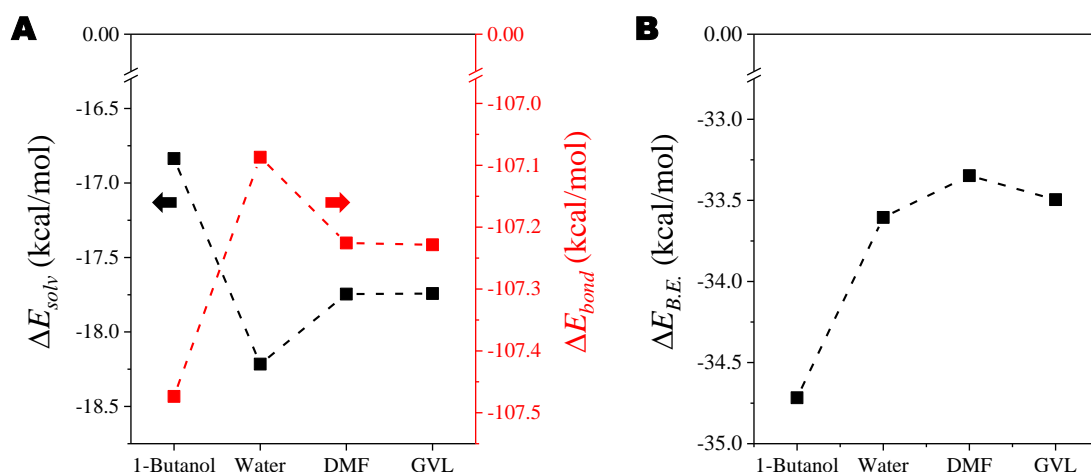 A
0.00
-16.5
-17.0
-17.5
-18.0
-18.5
ΔE_solv (kcal/mol)
0.00
-107.0
-107.1
-107.2
-107.3
-107.4
-107.5
ΔE_bond (kcal/mol)
1-Butanol Water DMF GVL
B
0.00
-33.0
-33.5
-34.0
-34.5
-35.0
ΔE_B.E. (kcal/mol)
1-Butanol Water DMF GVL